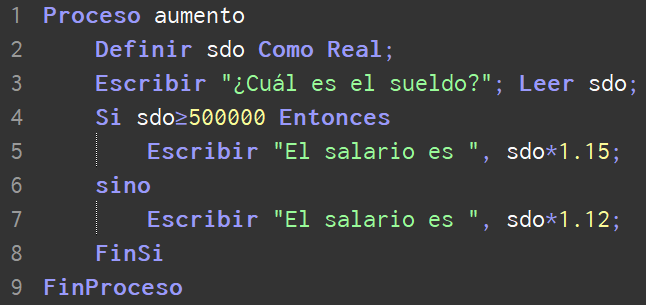 1 Proceso aumento
2 Definir sdo Como Real;
3 Escribir "¿Cuál es el sueldo?"; Leer sdo;
4 Si sdo≥500000 Entonces
5 Escribir "El salario es ", sdo*1.15;
6 sino
7 Escribir "El salario es ", sdo*1.12;
8 FinSi
9 FinProceso